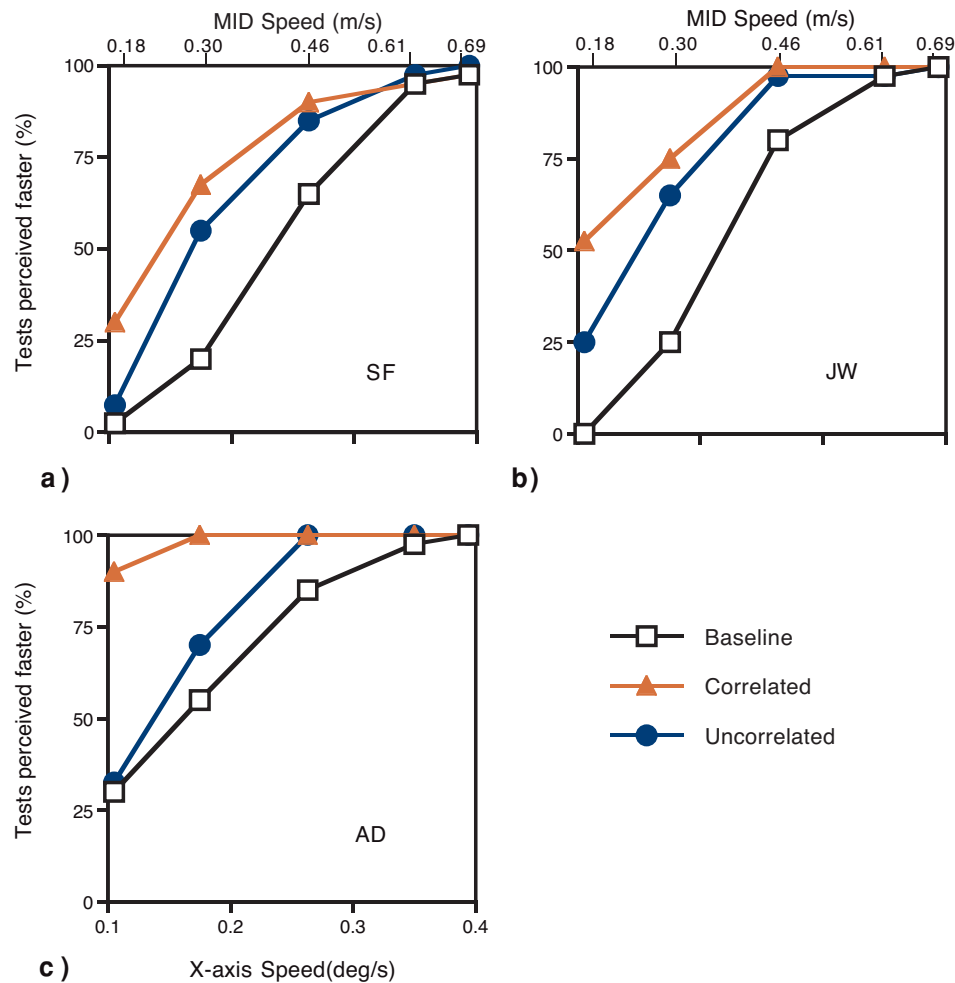 MID Speed (m/s)
0.18 0.30 0.46 0.61 0.69
100
75
50
25
0
Tests perceived faster (%)
SF
a)
MID Speed (m/s)
0.18 0.30 0.46 0.61 0.69
100
75
50
25
0
JW
b)
100
75
50
25
0
Tests perceived faster (%)
AD
0.1 0.2 0.3 0.4
c) X-axis Speed(deg/s)
Baseline
Correlated
Uncorrelated